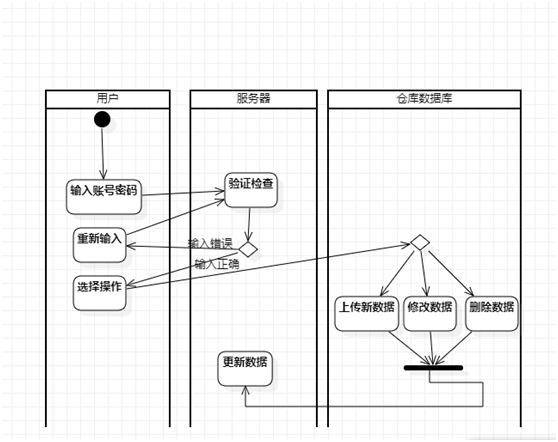 用户
服务器
仓库数据库
输入账号密码
验证检查
重新输入
输入错误
输入正确
选择操作
上传新数据
修改数据
删除数据
更新数据